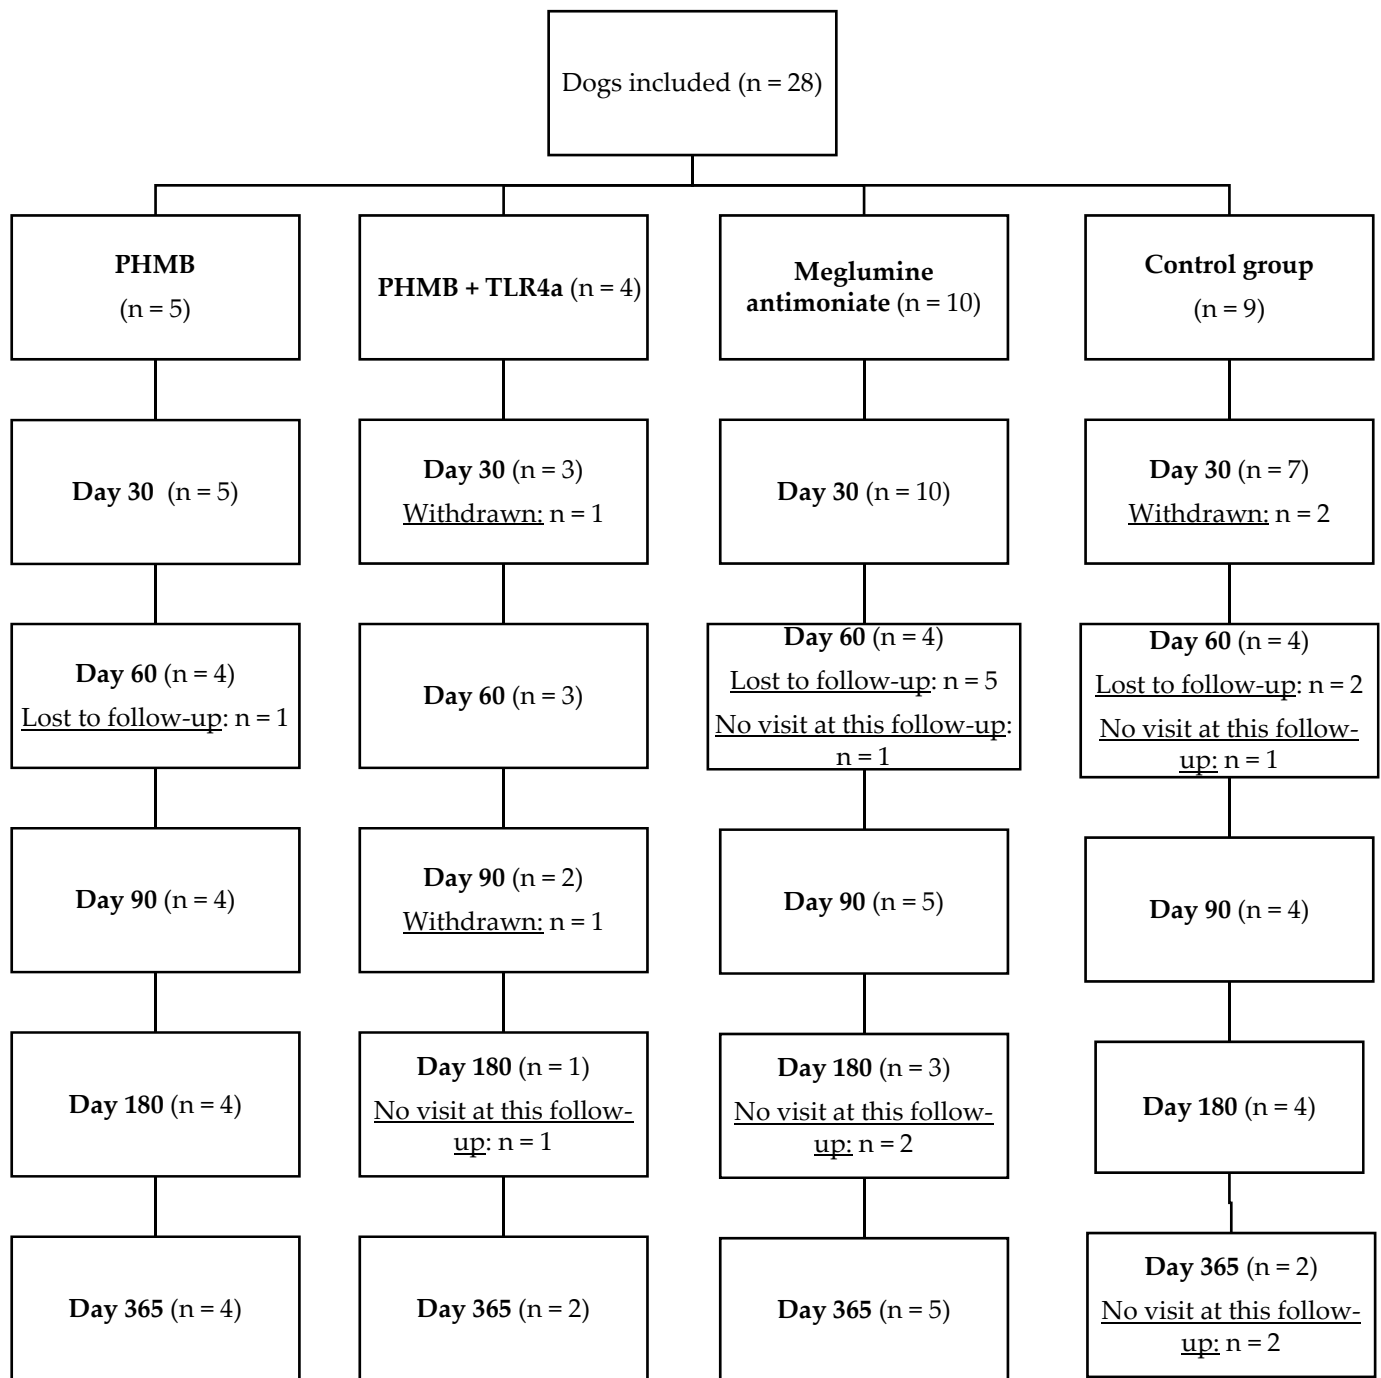 Dogs included (n = 28)
PHMB
(n = 5)
PHMB + TLR4a (n = 4)
Meglumine
antimoniate (n = 10)
Control group
(n = 9)
Day 30 (n = 5)
Day 30 (n = 3)
Withdrawn: n = 1
Day 30 (n = 10)
Day 30 (n = 7)
Withdrawn: n = 2
Day 60 (n = 4)
Lost to follow-up: n = 1
Day 60 (n = 3)
Day 60 (n = 4)
Lost to follow-up: n = 5
No visit at this follow-up:
n = 1
Day 60 (n = 4)
Lost to follow-up: n = 2
No visit at this follow-
up: n = 1
Day 90 (n = 4)
Day 90 (n = 2)
Withdrawn: n = 1
Day 90 (n = 5)
Day 90 (n = 4)
Day 180 (n = 4)
Day 180 (n = 1)
No visit at this follow-
up: n = 1
Day 180 (n = 3)
No visit at this follow-
up: n = 2
Day 180 (n = 4)
Day 365 (n = 4)
Day 365 (n = 2)
Day 365 (n = 5)
Day 365 (n = 2)
No visit at this follow-
up: n = 2